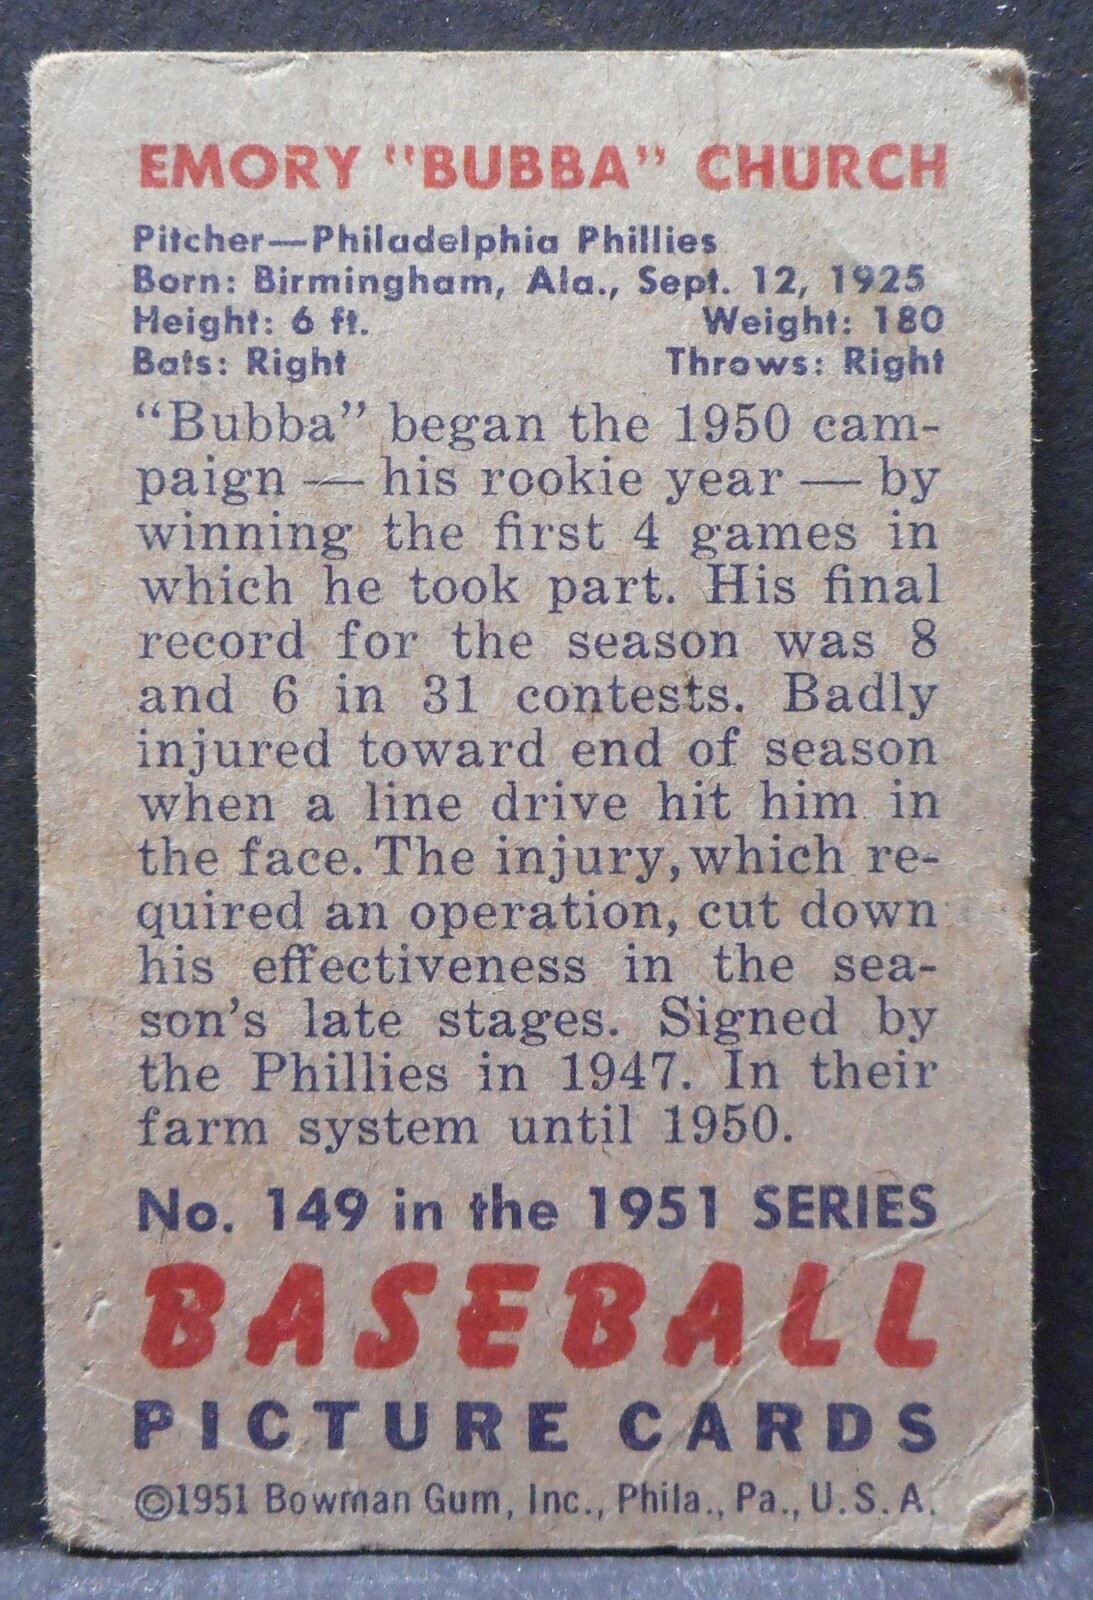 EMORY "BUBBA" CHURCH
Pitcher—Philadelphia Phillies
Born: Birmingham, Ala., Sept. 12, 1925
Height: 6 ft. Weight: 180
Bats: Right Throws: Right
“Bubba” began the 1950 cam-
paign — his rookie year — by
winning the first 4 games in
which he took part. His final
record for the season was 8
and 6 in 31 contests. Badly
injured toward end of season
when a line drive hit him in
the face. The injury, which re-
quired an operation, cut down
his effectiveness in the sea-
son’s late stages. Signed by
the Phillies in 1947. In their
farm system until 1950.
No. 149 in the 1951 SERIES
BASEBALL
PICTURE CARDS
©1951 Bowman Gum, Inc., Phila., Pa., U. S. A.